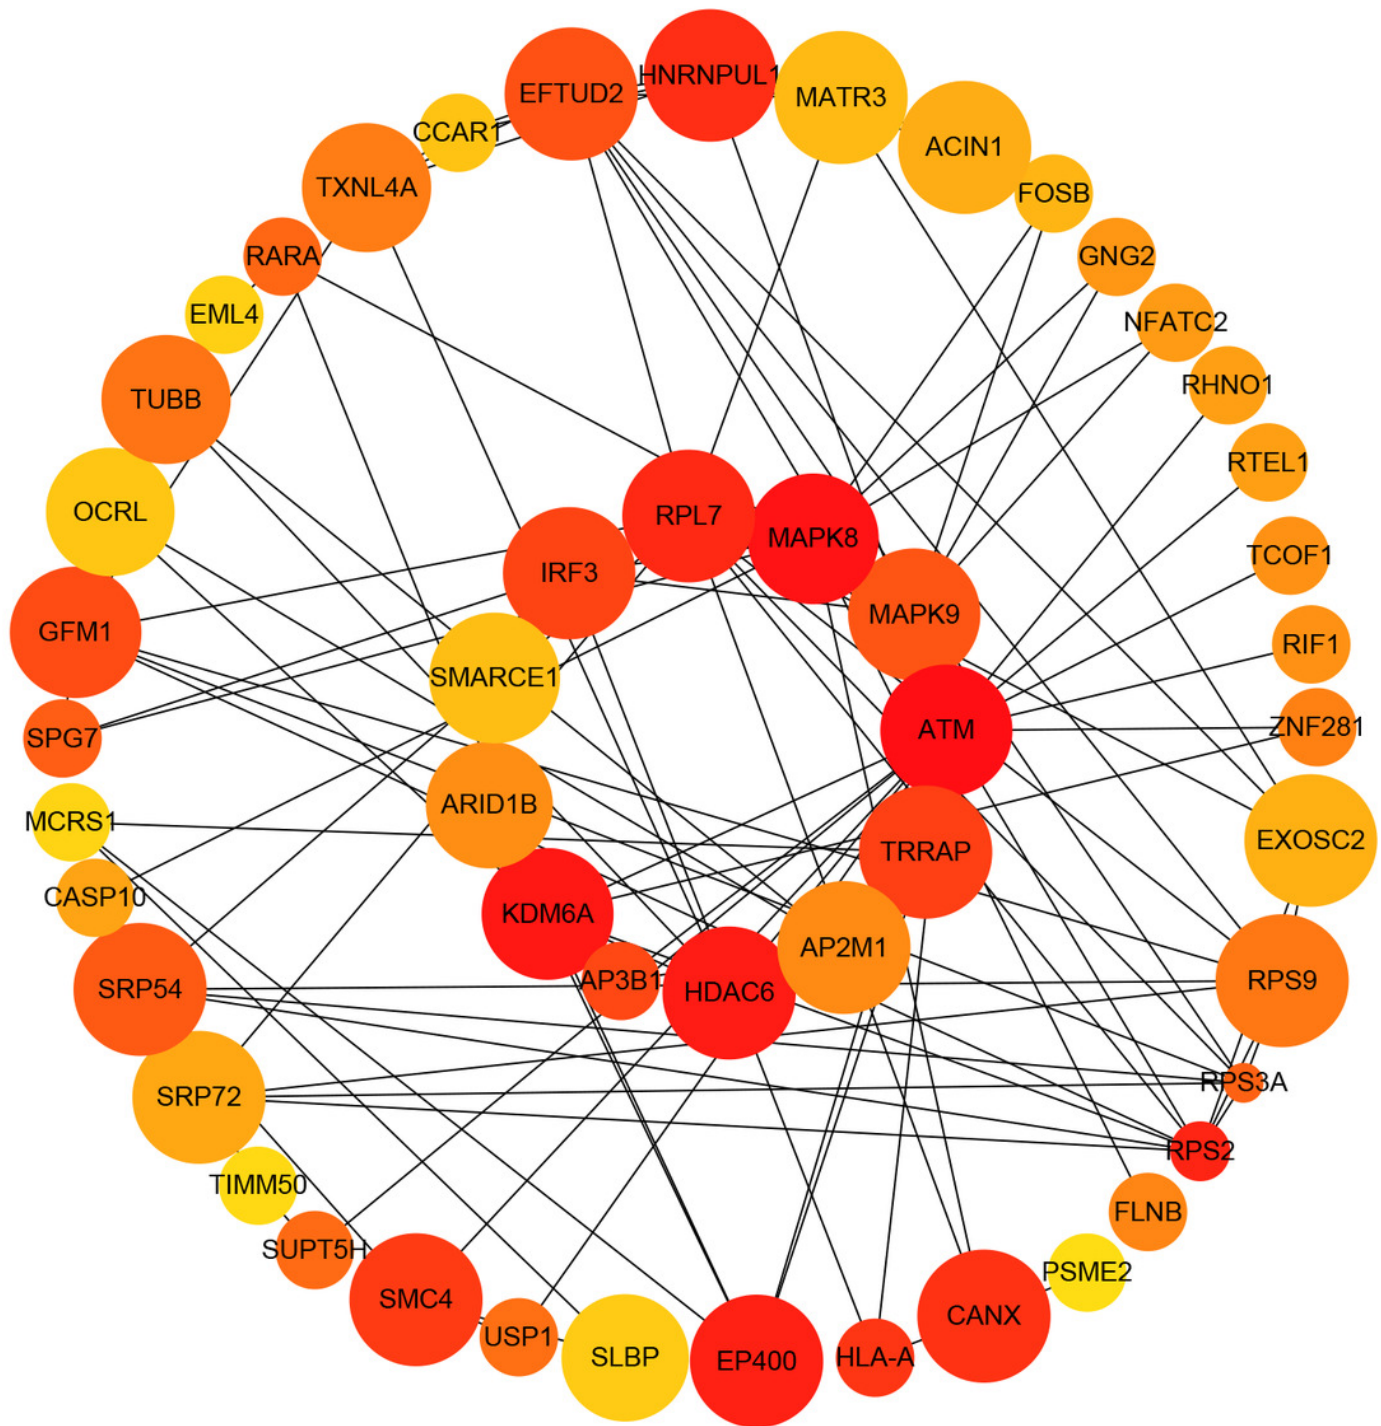 HNRNPUL1
EFTUD2
MATR3
CCAR1
ACIN1
TXNL4A
FOSB
RARA
GNG2
EML4
NFATC2
RHNO1
TUBB
RTEL1
OCRL
RPL7
MAPK8
TCOF1
IRF3
MAPK9
GFM1
RIF1
SMARCE1
ATM
ZNF281
SPG7
ARID1B
MCRS1
EXOSC2
TRRAP
CASP10
KDM6A
AP2M1
AP3B1
RPS9
SRP54
HDAC6
RPS3A
SRP72
RPS2
TIMM50
FLNB
SUPT5H
PSME2
SMC4
CANX
USP1
SLBP
EP400
HLA-A